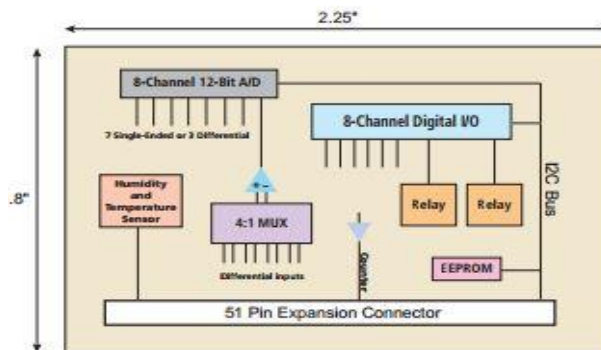 2.25"
8-Channel 12-Bit A/D
7 Single-Ended or 3 Differential
8-Channel Digital I/O
Humidity
and
Temperature
Sensor
4:1 MUX
Differential inputs
Relay
Relay
I2C Bus
Counter
EEPROM
.8"
51 Pin Expansion Connector